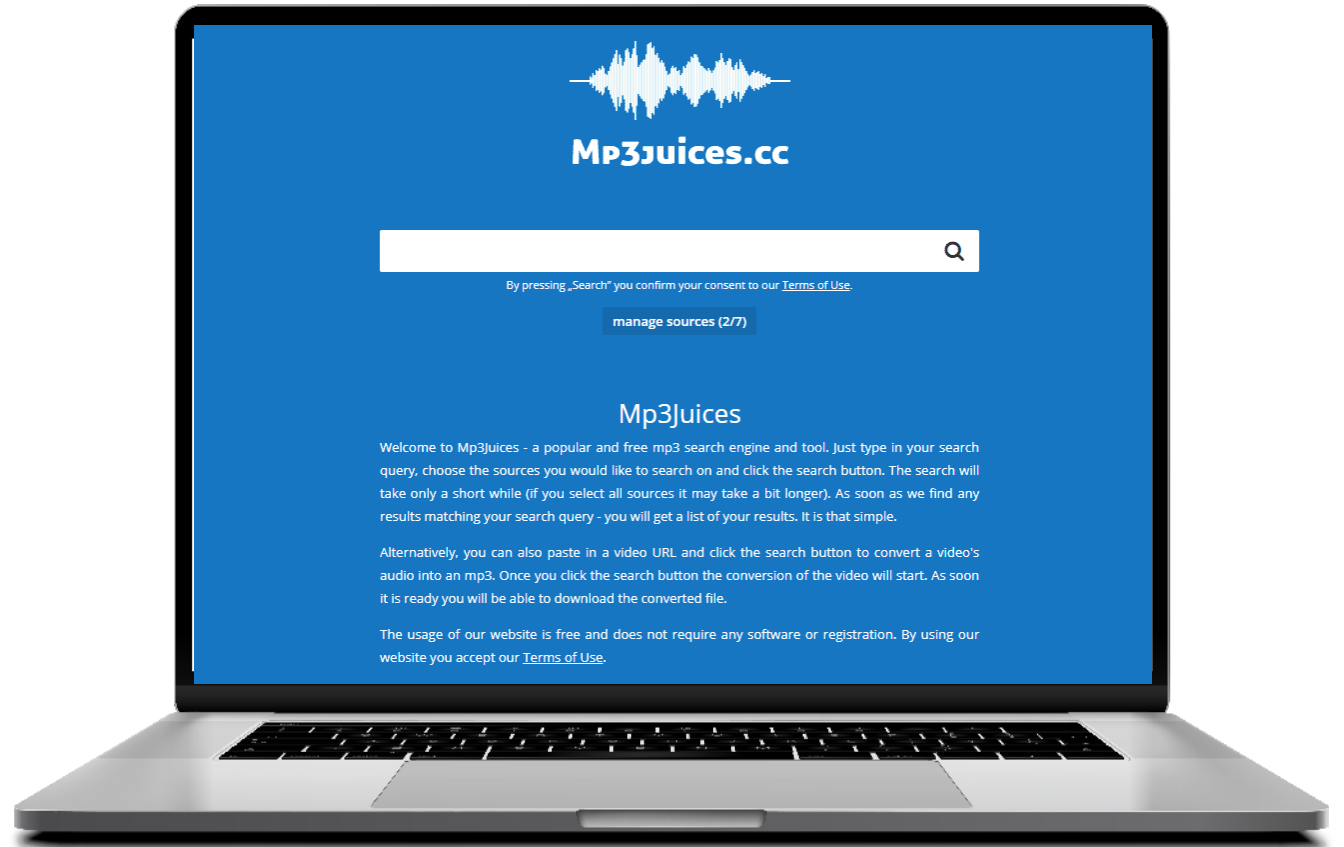 Mp3Juices.cc
By pressing „Search” you confirm your consent to our Terms of Use.
manage sources (2/7)
Mp3Juices
Welcome to Mp3Juices - a popular and free mp3 search engine and tool. Just type in your search
query, choose the sources you would like to search on and click the search button. The search will
take only a short while (if you select all sources it may take a bit longer). As soon as we find any
results matching your search query - you will get a list of your results. It is that simple.
Alternatively, you can also paste in a video URL and click the search button to convert a video's
audio into an mp3. Once you click the search button the conversion of the video will start. As soon
it is ready you will be able to download the converted file.
The usage of our website is free and does not require any software or registration. By using our
website you accept our Terms of Use.